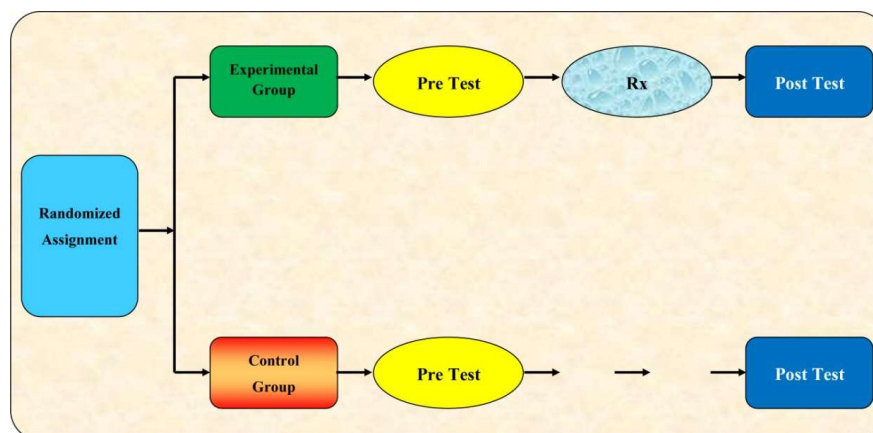 Experimental
Group
Pre Test
Rx
Post Test
Randomized
Assignment
Control
Group
Pre Test
Post Test